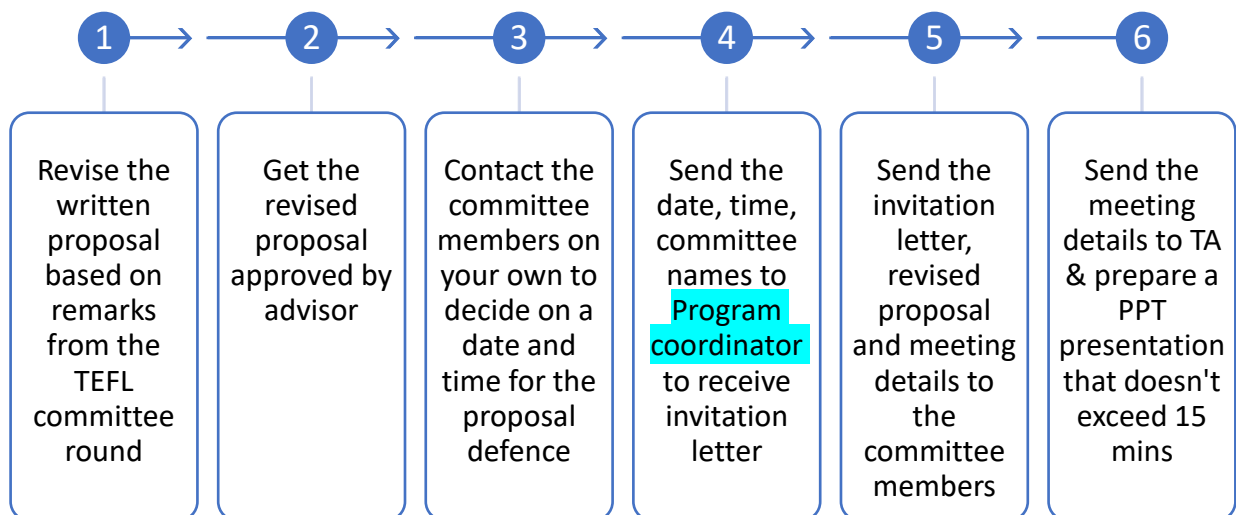 1
2
3
4
5
6
Revise the
written
proposal
based on
remarks
from the
TEFL
committee
round
Get the
revised
proposal
approved by
advisor
Contact the
committee
members on
your own to
decide on a
date and
time for the
proposal
defence
Send the
date, time,
committee
names to
Program
coordinator
to receive
invitation
letter
Send the
invitation
letter,
revised
proposal
and meeting
details to
the
committee
members
Send the
meeting
details to TA
& prepare a
PPT
presentation
that doesn't
exceed 15
mins